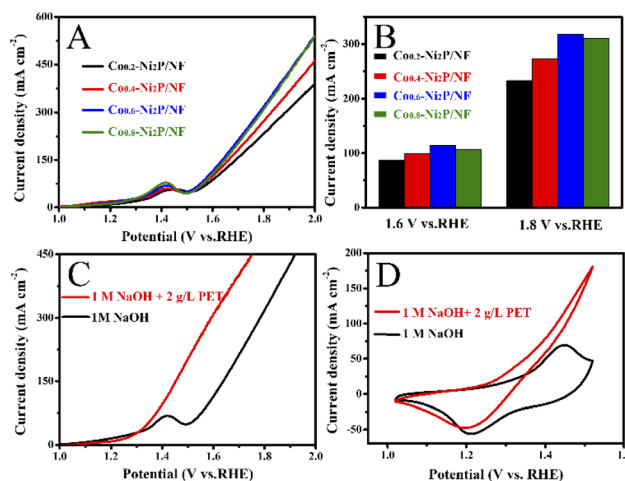 A
Co0.2-Ni2P/NF
Co0.4-Ni2P/NF
Co0.6-Ni2P/NF
Co0.8-Ni2P/NF
Current density (mA cm-2)
600
450
300
150
0
1.0 1.2 1.4 1.6 1.8 2.0
Potential (V vs.RHE)
B
Co0.2-Ni2P/NF
Co0.4-Ni2P/NF
Co0.6-Ni2P/NF
Co0.8-Ni2P/NF
Current density (mA cm-2)
300
200
100
0
1.6 V vs.RHE 1.8 V vs.RHE
C
1 M NaOH + 2 g/L PET
1M NaOH
Current density (mA cm-2)
450
300
150
0
1.0 1.2 1.4 1.6 1.8 2.0
Potential (V vs.RHE)
D
1 M NaOH+ 2 g/L PET
1 M NaOH
Current density (mA cm-2)
200
150
100
50
0
-50
1.0 1.2 1.4 1.6
Potential (V vs. RHE)